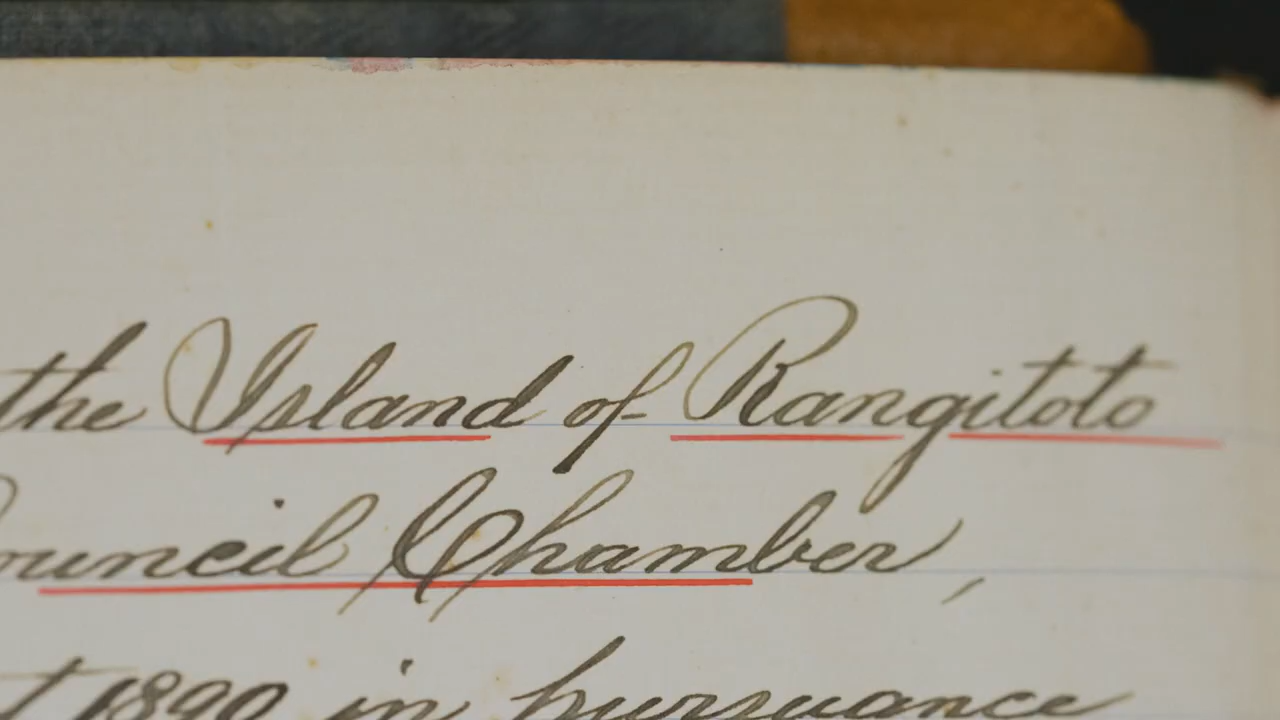 the Island of Rangitoto
Council Chamber,
t 1890 in pursuance